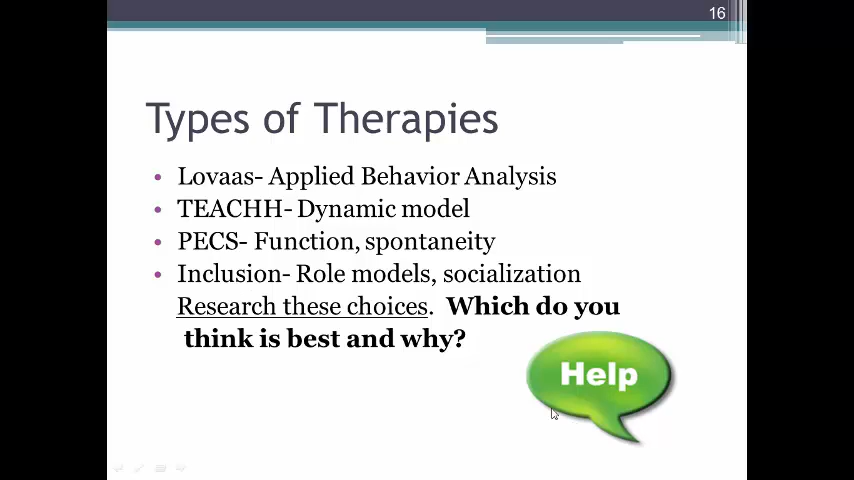 16
Types of Therapies
• Lovaas- Applied Behavior Analysis
• TEACHH- Dynamic model
• PECS- Function, spontaneity
• Inclusion- Role models, socialization
Research these choices. Which do you
think is best and why?
Help